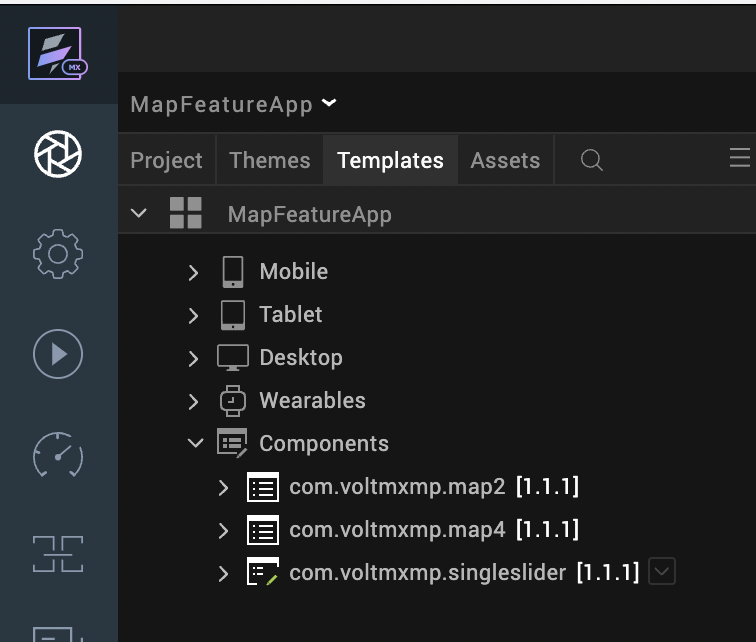 MX
MapFeatureApp
Project Themes Templates Assets
MapFeatureApp
Mobile
Tablet
Desktop
Wearables
Components
com.voltmxmp.map2 [1.1.1]
com.voltmxmp.map4 [1.1.1]
com.voltmxmp.singleslider [1.1.1]